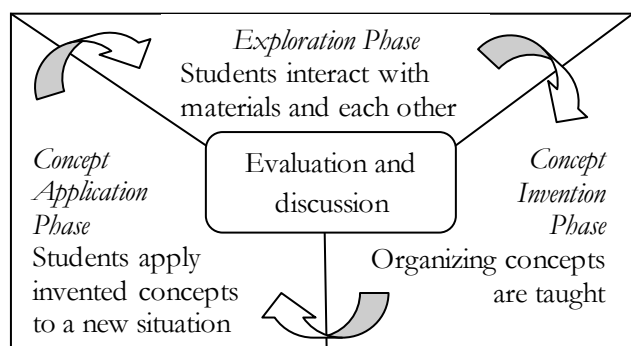 Exploration Phase
Students interact with
materials and each other
Evaluation and
discussion
Concept
Invention
Phase
Organizing concepts
are taught
Concept
Application
Phase
Students apply
invented concepts
to a new situation